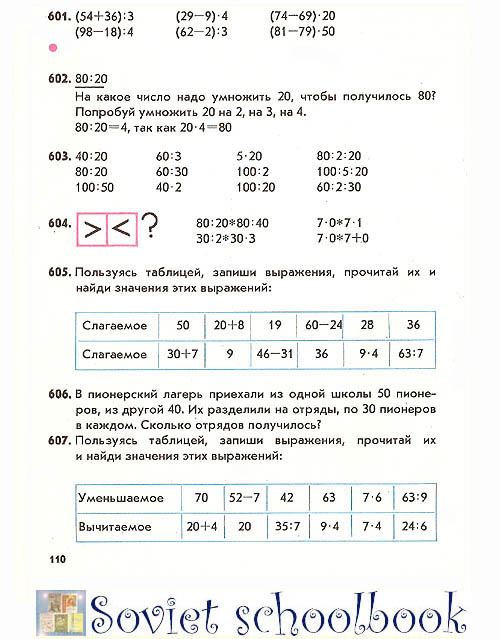 601. (54+36):3 (29−9)·4 (74−69)·20
(98−18):4 (62−2):3 (81−79)·50
602. 80:20
На какое число надо умножить 20, чтобы получилось 80?
Попробуй умножить 20 на 2, на 3, на 4.
80:20=4, так как 20·4=80
603. 40:20 60:3 5·20 80:2:20
80:20 60:30 100:2 100:5:20
100:50 40·2 100:20 60:2:30
604. > < ? 80:20*80:40 7·0*7·1
30:2*30·3 7·0*7+0
605. Пользуясь таблицей, запиши выражения, прочитай их и
найди значения этих выражений:
Слагаемое 50 20+8 19 60−24 28 36
Слагаемое 30+7 9 46−31 36 9·4 63:7
606. В пионерский лагерь приехали из одной школы 50 пионе-
ров, из другой 40. Их разделили на отряды, по 30 пионеров
в каждом. Сколько отрядов получилось?
607. Пользуясь таблицей, запиши выражения, прочитай их
и найди значения этих выражений:
Уменьшаемое 70 52−7 42 63 7·6 63:9
Вычитаемое 20+4 20 35:7 9·4 7·4 24:6
110
Soviet schoolbook